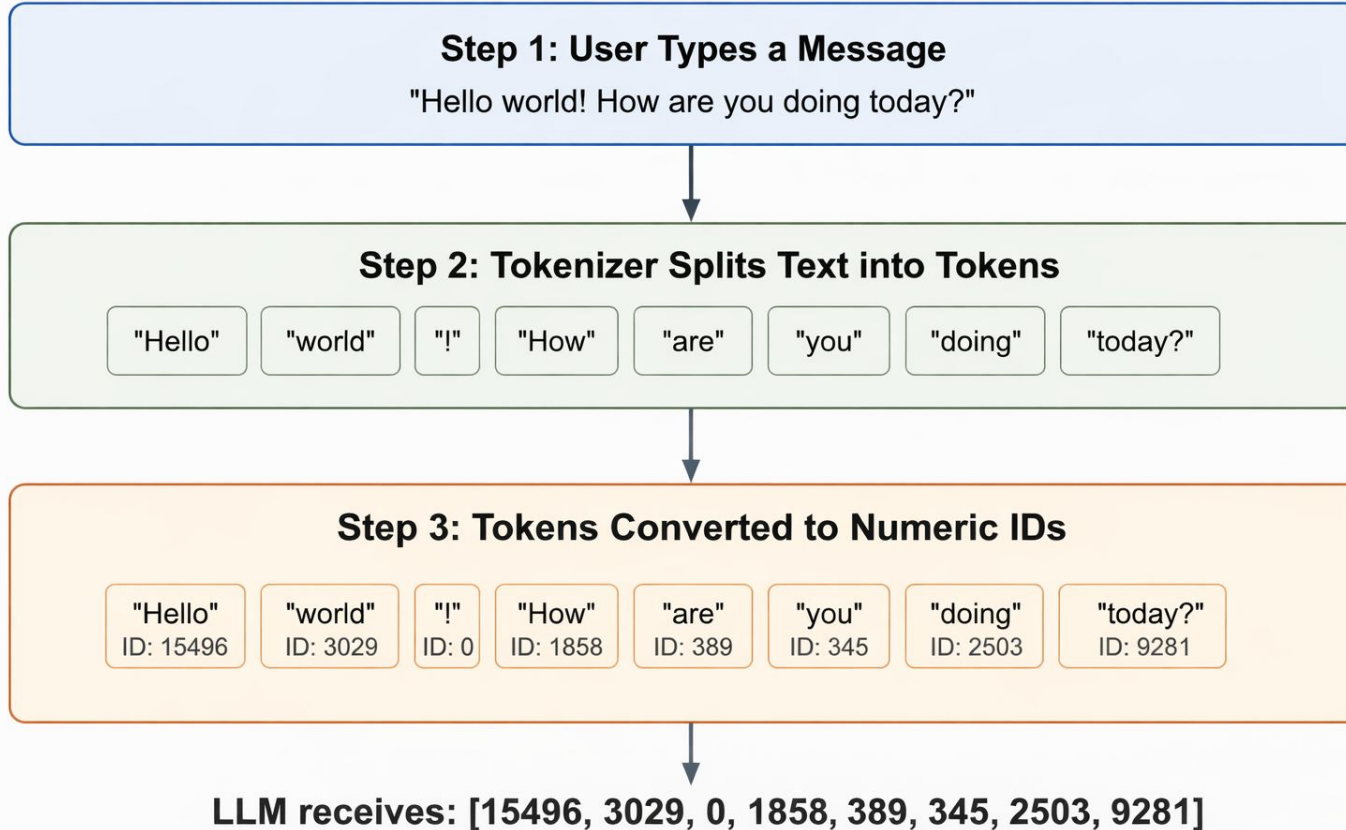 Step 1: User Types a Message
"Hello world! How are you doing today?"
Step 2: Tokenizer Splits Text into Tokens
"Hello" "world" "!" "How" "are" "you" "doing" "today?"
Step 3: Tokens Converted to Numeric IDs
"Hello" "world" "!" "How" "are" "you" "doing" "today?"
ID: 15496 ID: 3029 ID: 0 ID: 1858 ID: 389 ID: 345 ID: 2503 ID: 9281
LLM receives: [15496, 3029, 0, 1858, 389, 345, 2503, 9281]